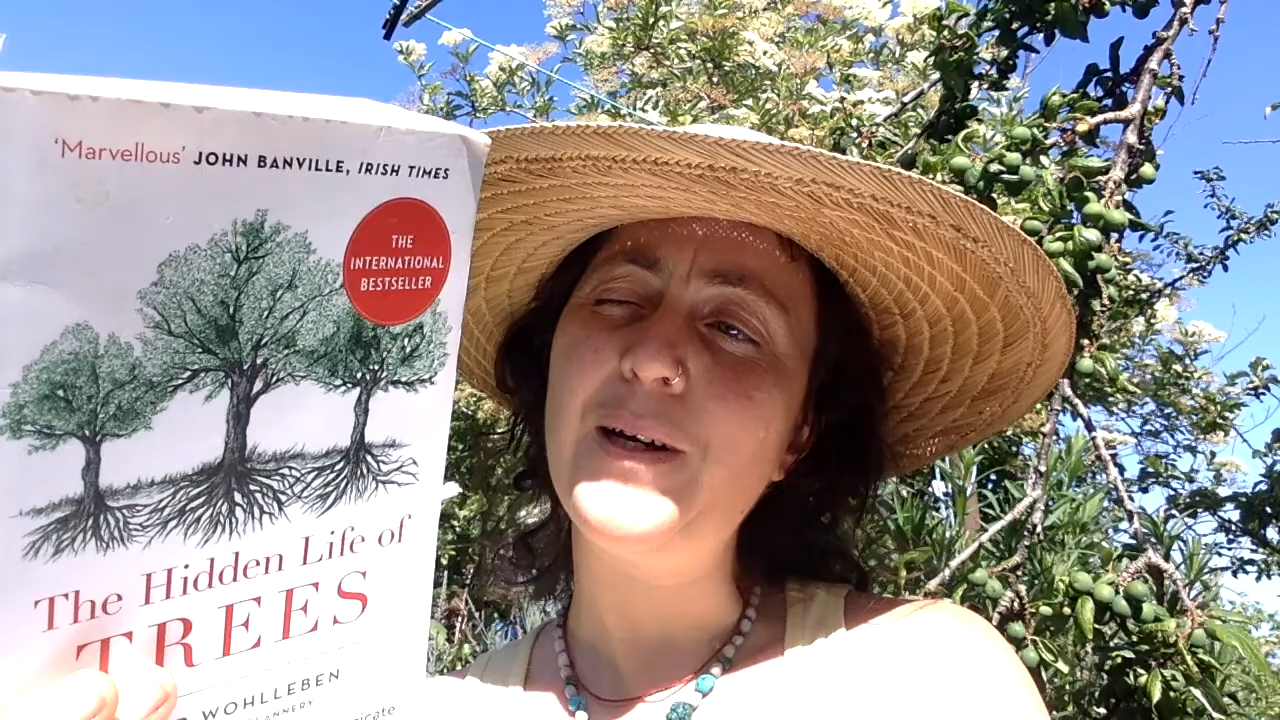 'Marvellous' JOHN BANVILLE, IRISH TIMES
THE
INTERNATIONAL
BESTSELLER
The Hidden Life of
TREES
WOHLLEBEN